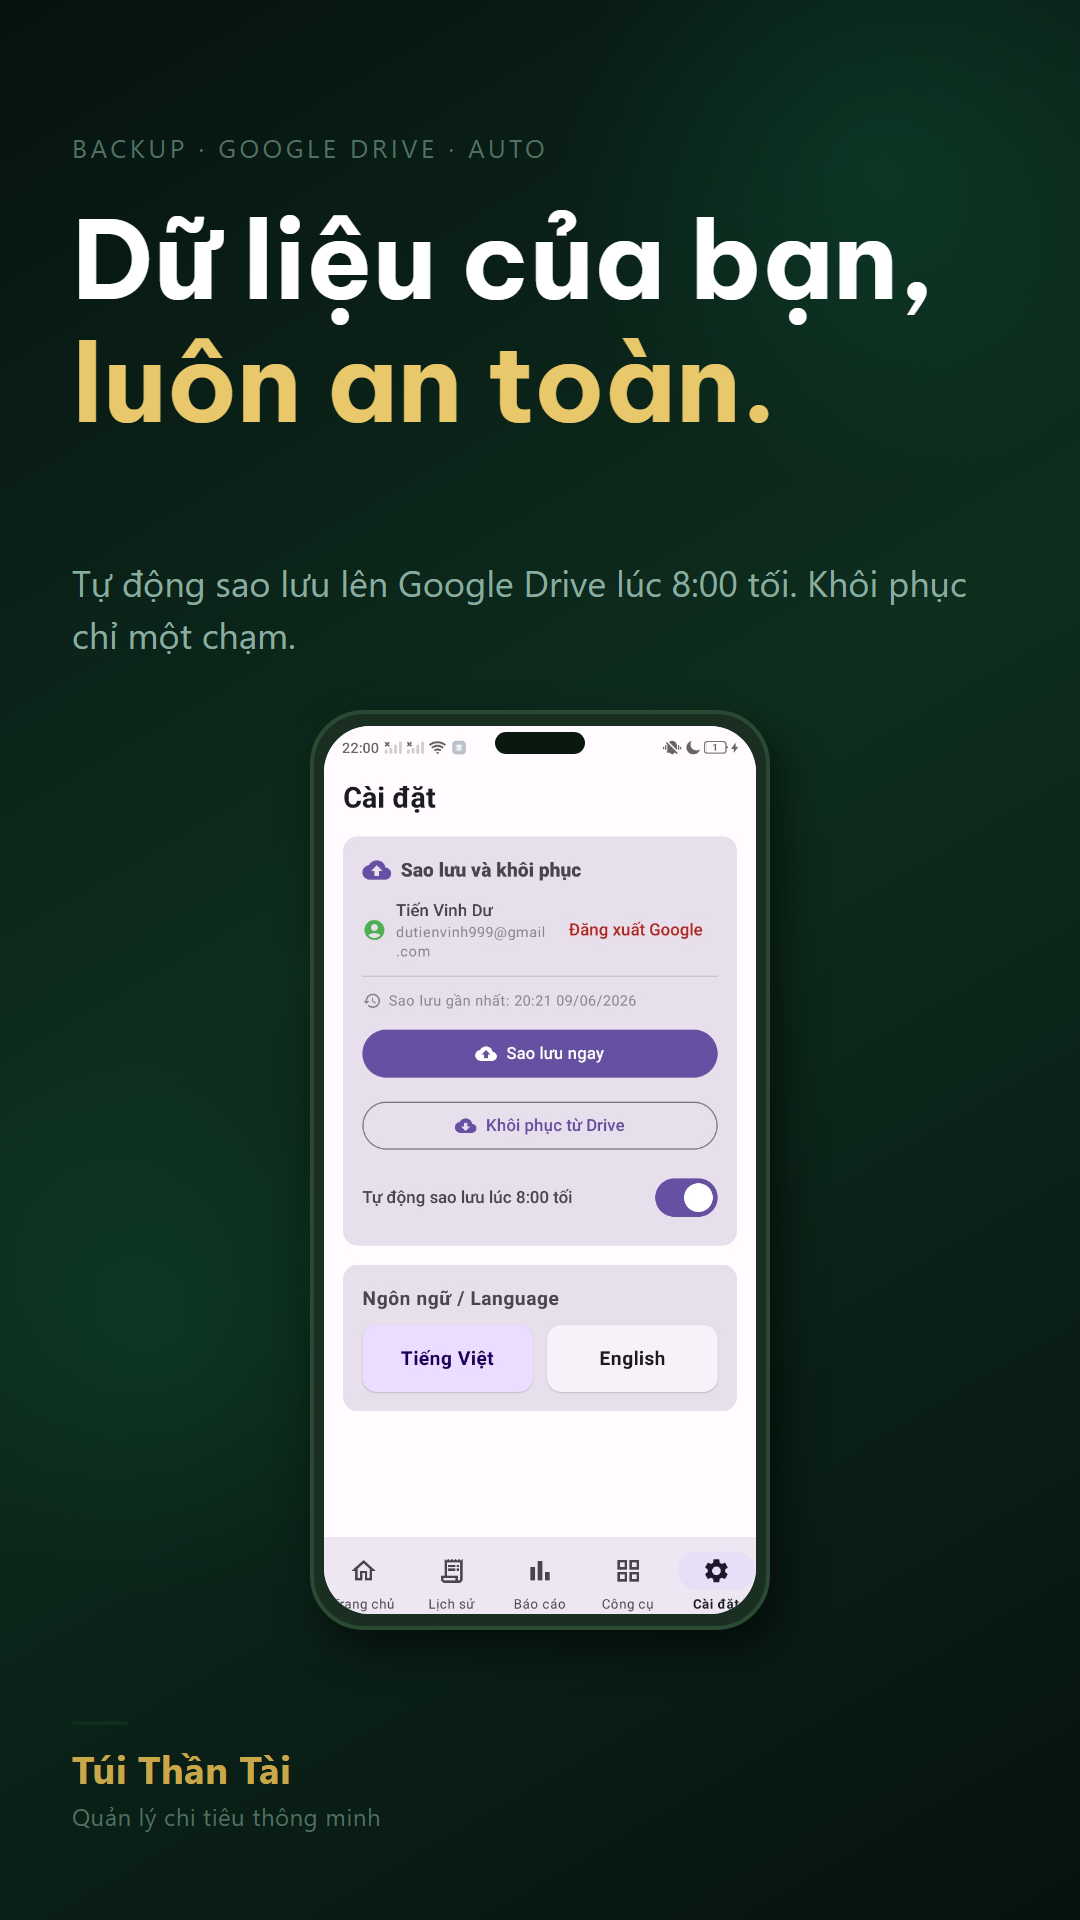 BACKUP · GOOGLE DRIVE · AUTO
Dữ liệu của bạn,
luôn an toàn.
Tự động sao lưu lên Google Drive lúc 8:00 tối. Khôi phục
chỉ một chạm.
22:00
1
Cài đặt
Sao lưu và khôi phục
Tiến Vinh Dư
dutienvinh999@gmail
.com
Đăng xuất Google
Sao lưu gần nhất: 20:21 09/06/2026
Sao lưu ngay
Khôi phục từ Drive
Tự động sao lưu lúc 8:00 tối
Ngôn ngữ / Language
Tiếng Việt English
Trang chủ Lịch sử Báo cáo Công cụ Cài đặt
Túi Thần Tài
Quản lý chi tiêu thông minh